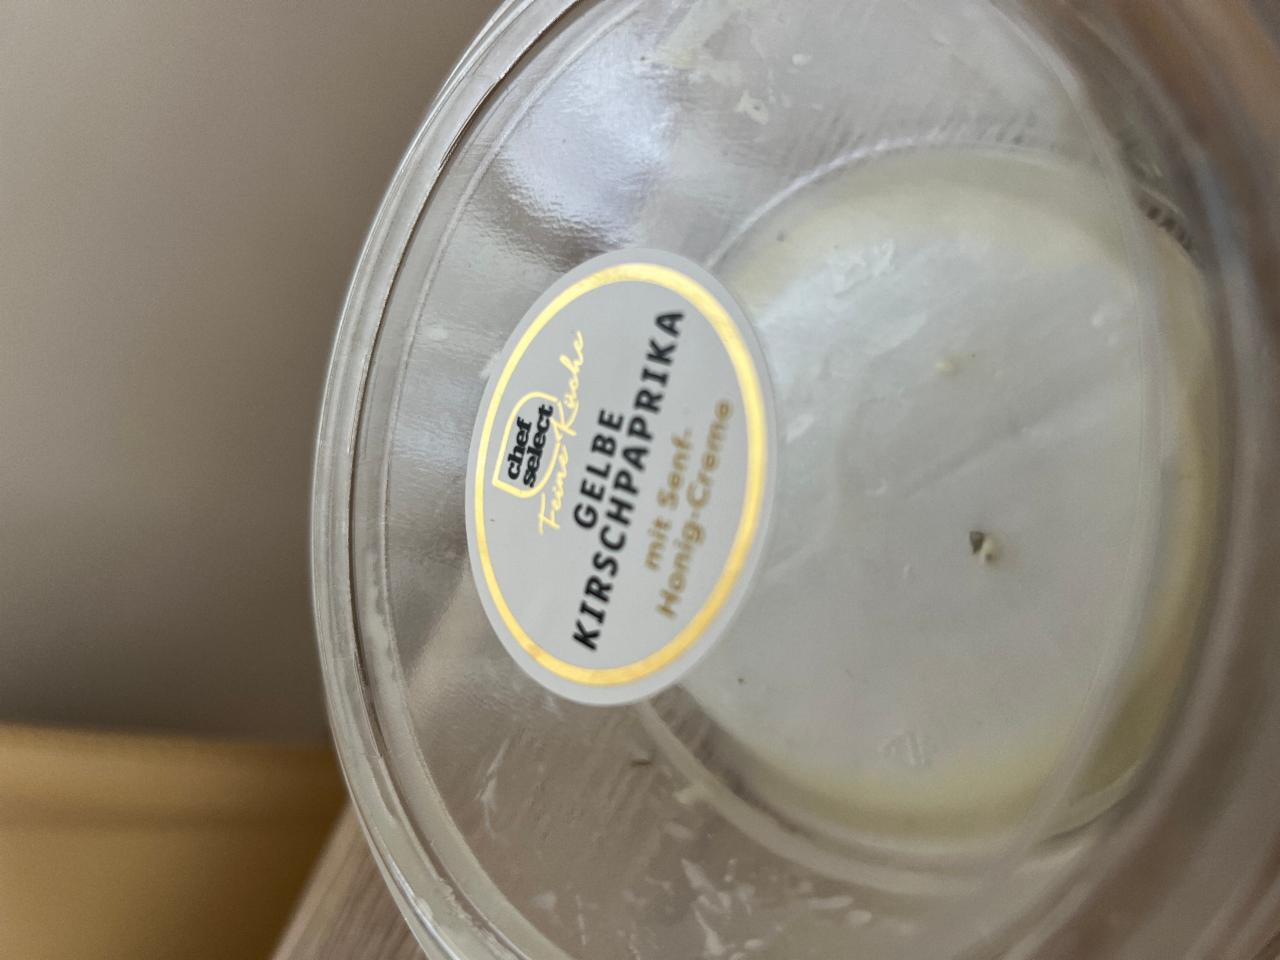 chef
select
Feine Küche
GELBE
KIRSCHPAPRIKA
mit Senf-
Honig-Creme